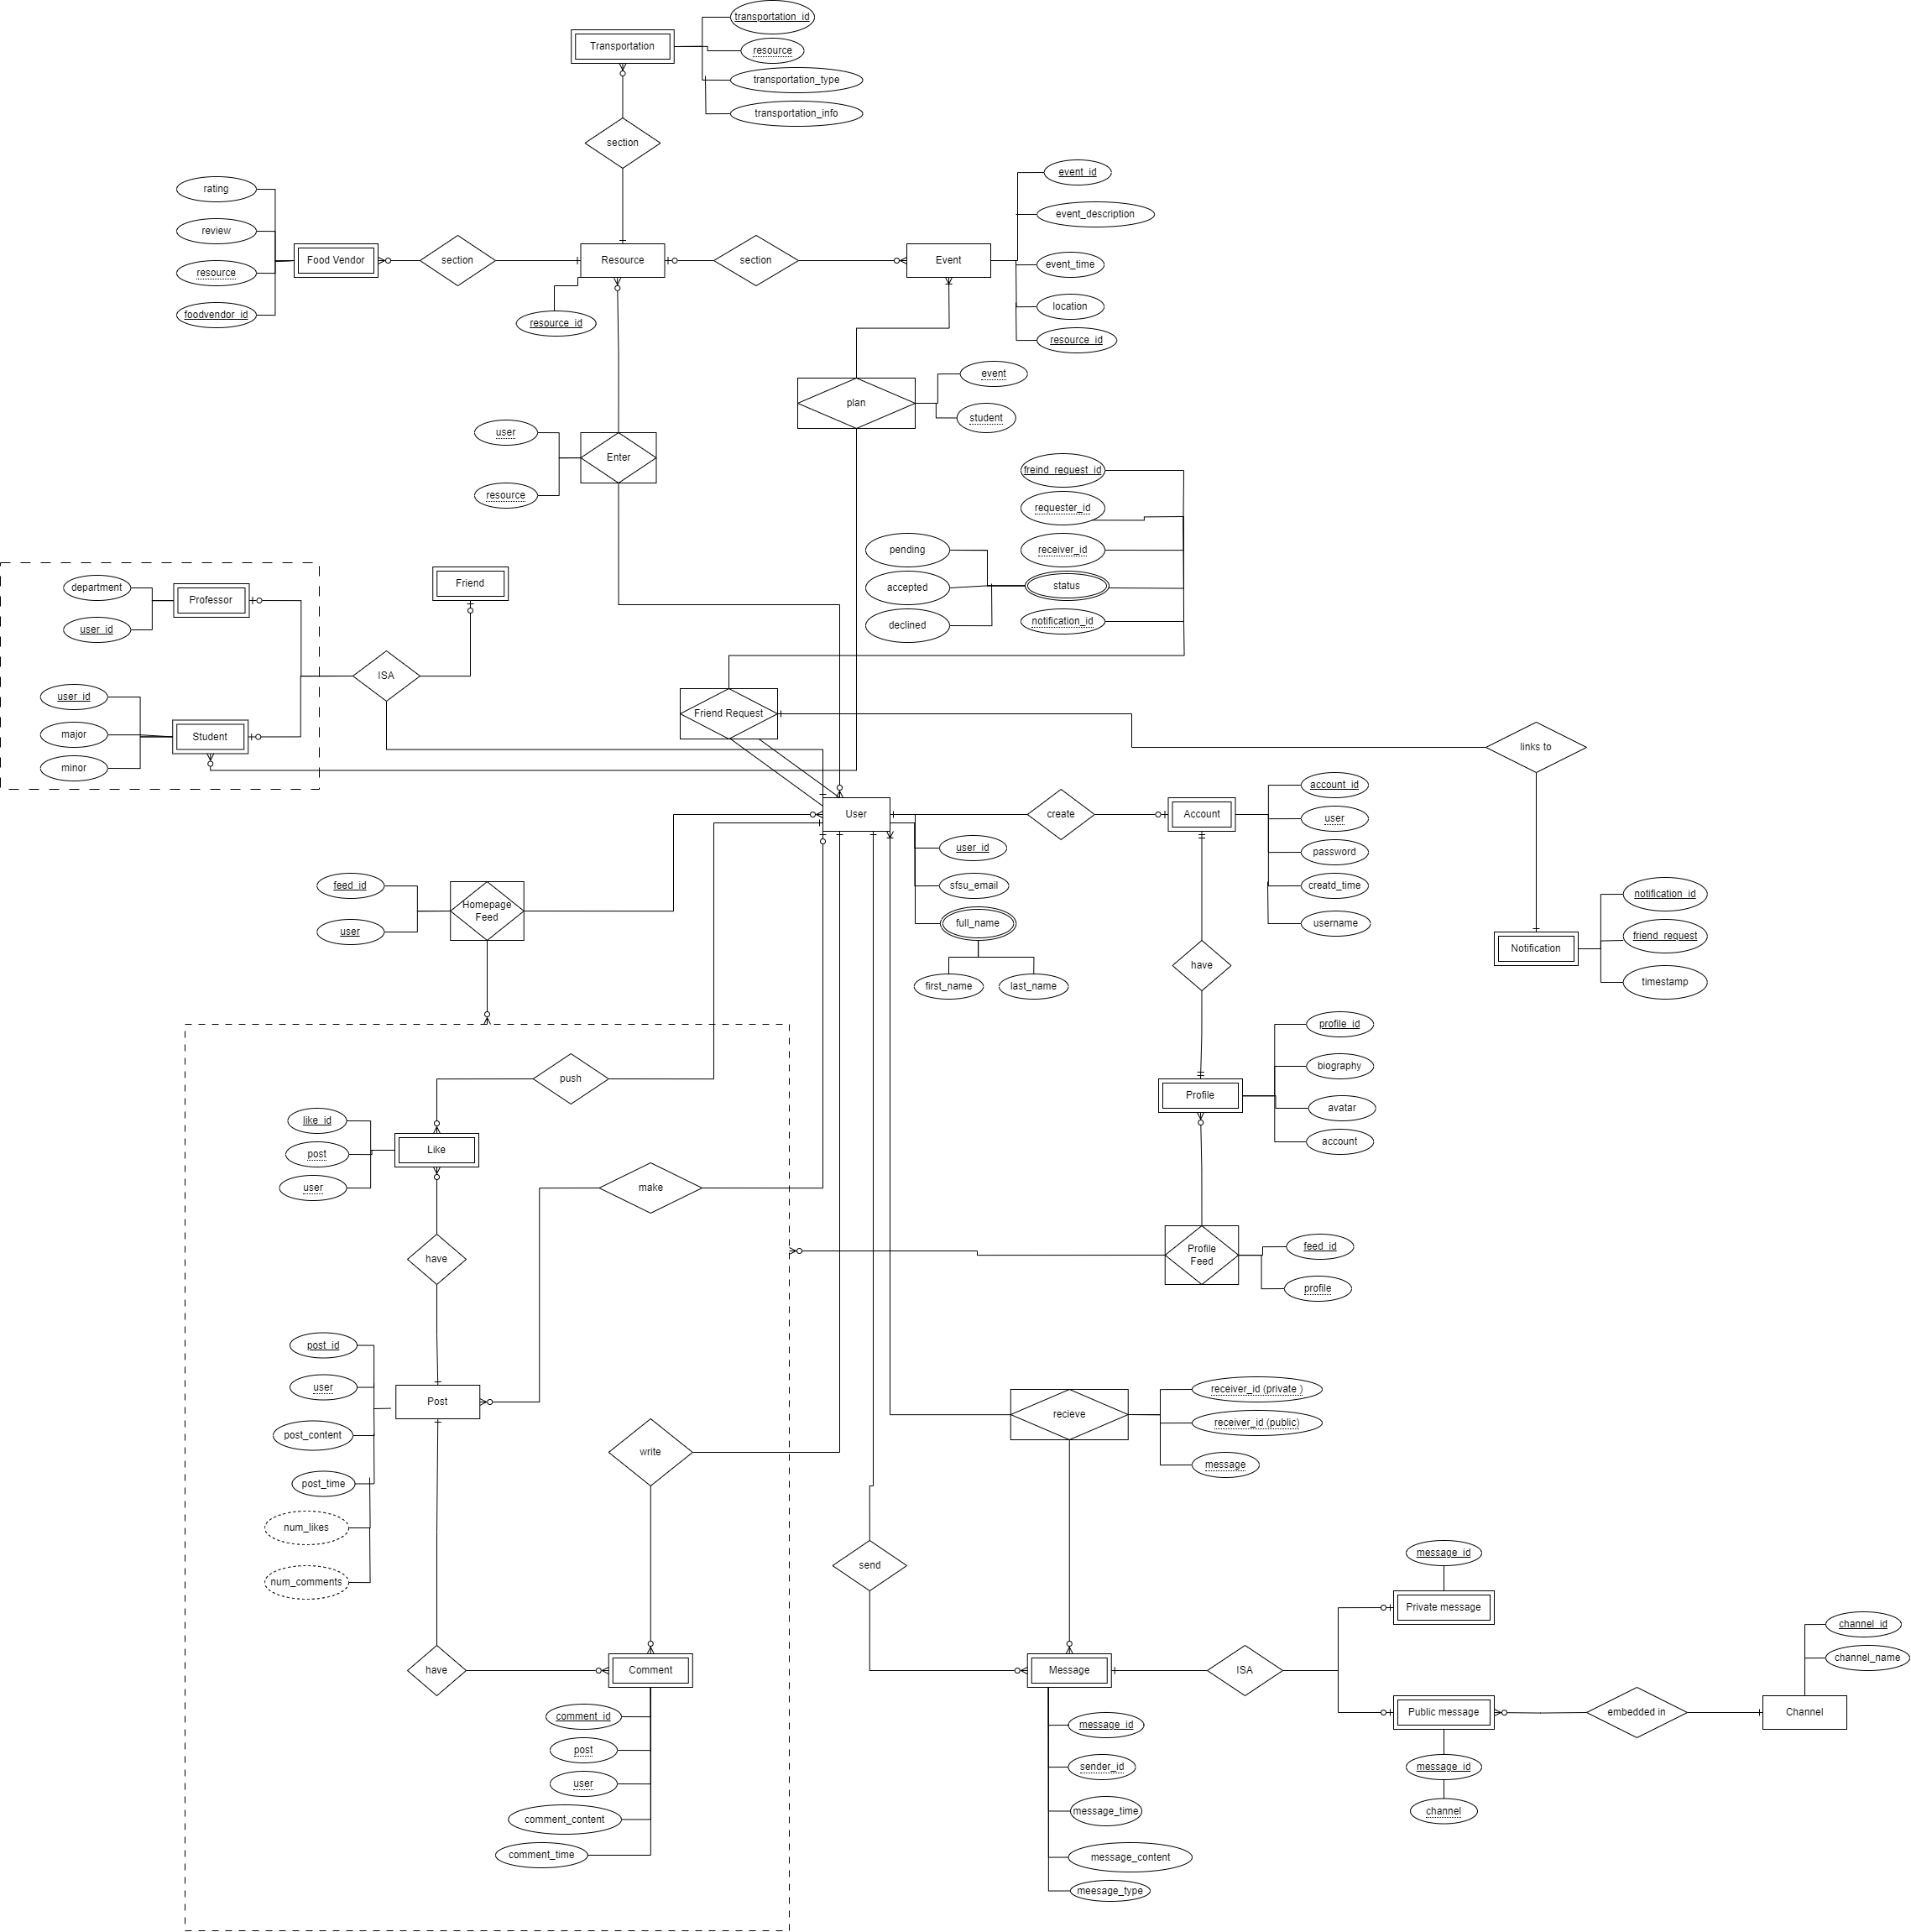 transportation_id
Transportation
resource
transportation_type
transportation_info
section
event_id
rating
event_description
review
Food Vendor
section
Resource
section
Event
event_time
resource
location
foodvendor_id
resource_id
resource_id
event
plan
student
user
Enter
freind_request_id
resource
requester_id
pending
receiver_id
Friend
department
Professor
accepted
status
user_id
declined
notification_id
ISA
user_id
Friend Request
major
Student
links to
minor
account_id
User
create
Account
user
user_id
password
feed_id
sfsu_email
creatd_time
notification_id
Homepage
Feed
full_name
username
user
friend_request
Notification
have
first_name
last_name
timestamp
profile_id
biography
push
Profile
avatar
like_id
account
Like
post
user
make
have
Profile
Feed
feed_id
profile
post_id
user
receiver_id (private )
Post
recieve
receiver_id (public)
post_content
write
message
post_time
num_likes
message_id
send
num_comments
Private message
channel_id
channel_name
have
Comment
Message
ISA
Public message
embedded in
Channel
comment_id
message_id
post
sender_id
message_id
user
message_time
channel
comment_content
comment_time
message_content
meesage_type